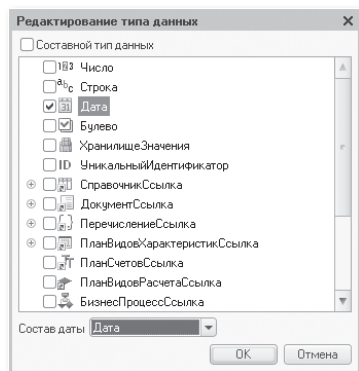 Редактирование типа данных
Составной тип данных
Число
Строка
Дата
Булево
ХранилищеЗначения
ID УникальныйИдентификатор
СправочникСсылка
ДокументСсылка
ПеречислениеСсылка
ПланВидовХарактеристикСсылка
ПланСчетовСсылка
ПланВидовРасчетаСсылка
БизнесПроцессСсылка
Состав даты Дата
OK Отмена